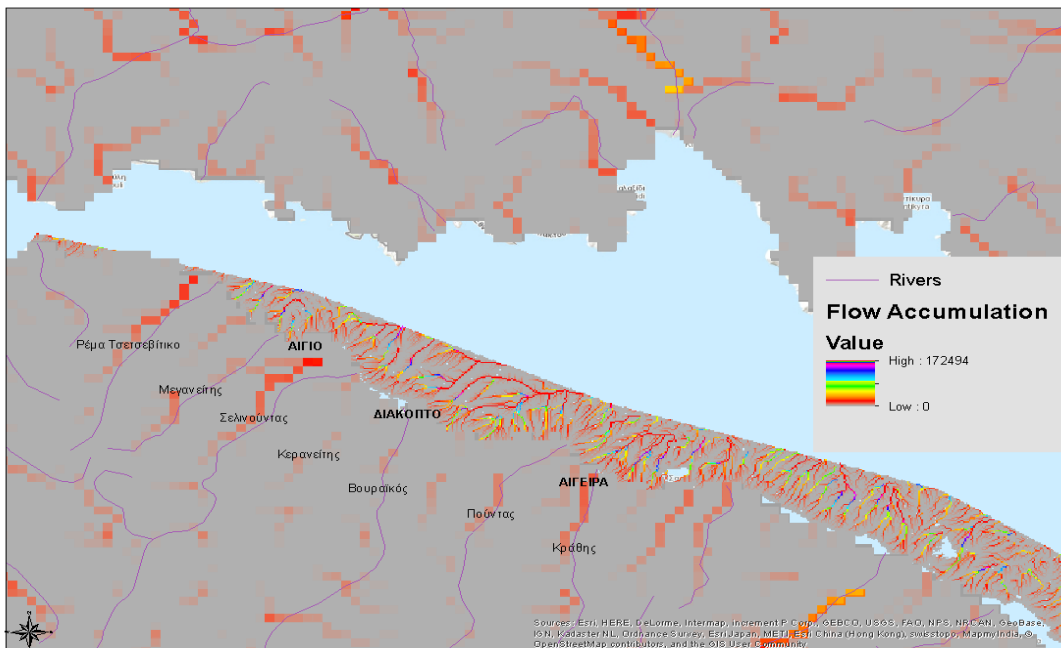 Rivers
Flow Accumulation
Value
High : 172494
Low : 0
Ρέμα Τσετσεβίτικο
ΑΙΓΙΟ
Μεγανείτης
Σελινούντας
ΔΙΑΚΟΠΤΟ
Κερανείτης
Βουραϊκός
ΑΙΓΕΙΡΑ
Πούντας
Κράθης
Sources: Esri, HERE, DeLorme, Intermap, increment P Corp., GEBCO, USGS, FAO, NPS, NRCAN, GeoBase,
IGN, Kadaster NL, Ordnance Survey, Esri Japan, METI, Esri China (Hong Kong), swisstopo, MapmyIndia, ©
OpenStreetMap contributors, and the GIS User Community